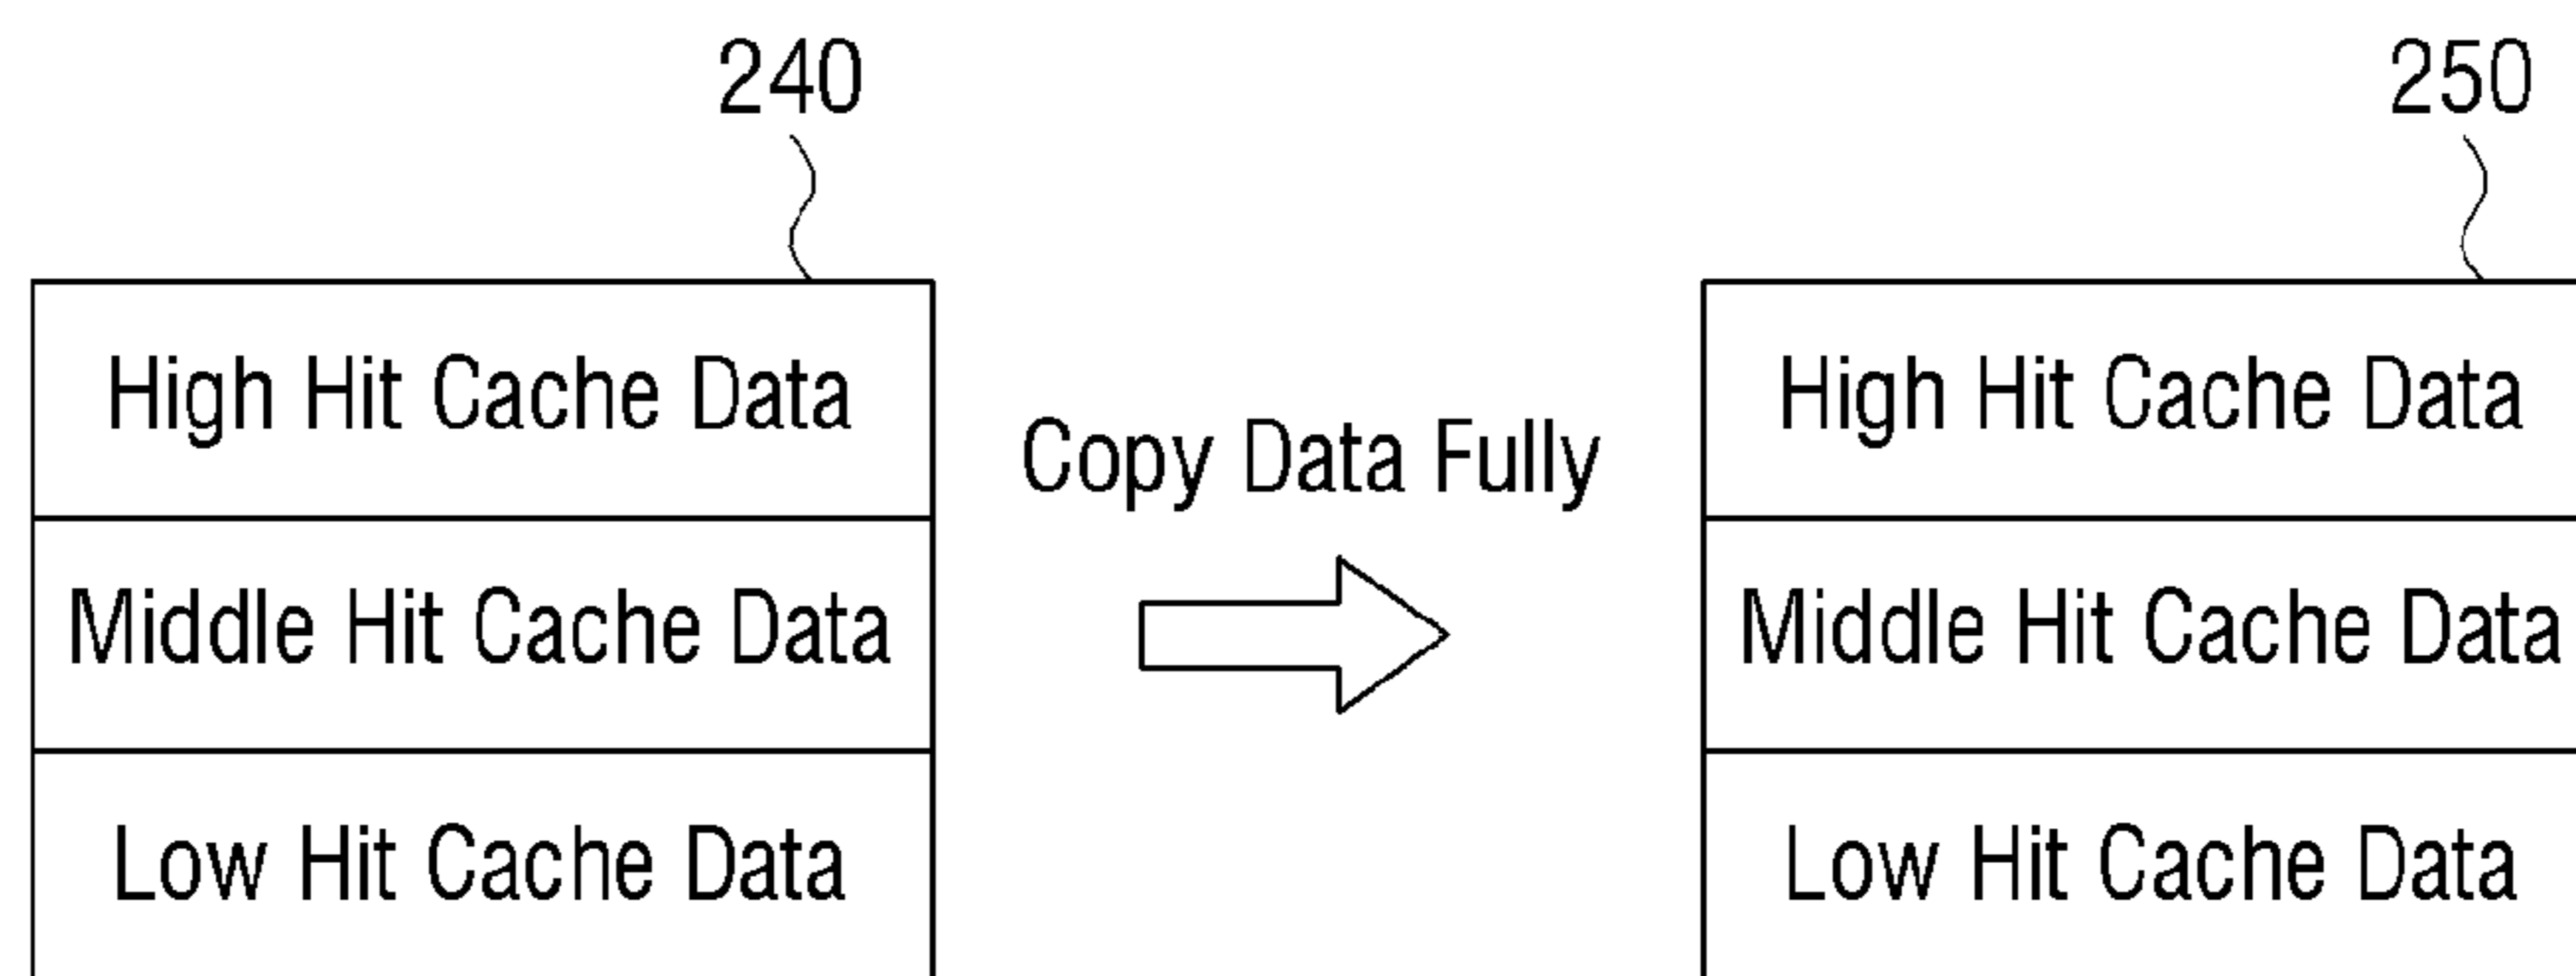 240
250
High Hit Cache Data
Copy Data Fully
High Hit Cache Data
Middle Hit Cache Data
Middle Hit Cache Data
Low Hit Cache Data
Low Hit Cache Data